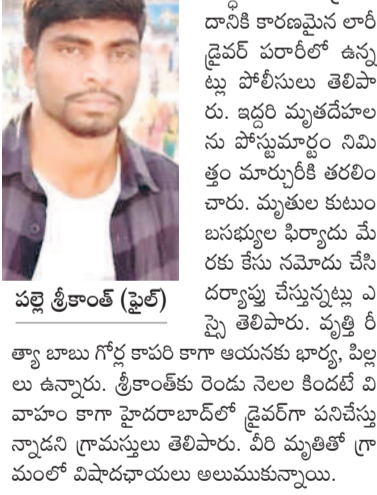 దానికి కారణమైన లారీ
డ్రైవర్ పరారీలో ఉన్న
ట్లు పోలీసులు తెలిపా
రు. ఇద్దరి మృతదేహాల
ను పోస్టుమార్టం నిమి
త్తం మార్చురీకి తరలిం
చారు. మృతుల కుటుం
బసభ్యుల ఫిర్యాదు మే
రకు కేసు నమోదు చేసి
దర్యాప్తు చేస్తున్నట్లు ఎ
స్సై తెలిపారు. వృత్తి రీ
త్యా బాబు గోర్ల కాపరి కాగా ఆయనకు భార్య, పిల్ల
లు ఉన్నారు. శ్రీకాంత్‌కు రెండు నెలల కిందటే వి
వాహం కాగా హైదరాబాద్‌లో డ్రైవర్‌గా పనిచేస్తు
న్నాడని గ్రామస్తులు తెలిపారు. వీరి మృతితో గ్రా
మంలో విషాదఛాయలు అలుముకున్నాయి.
పల్లె శ్రీకాంత్ (ఫైల్)